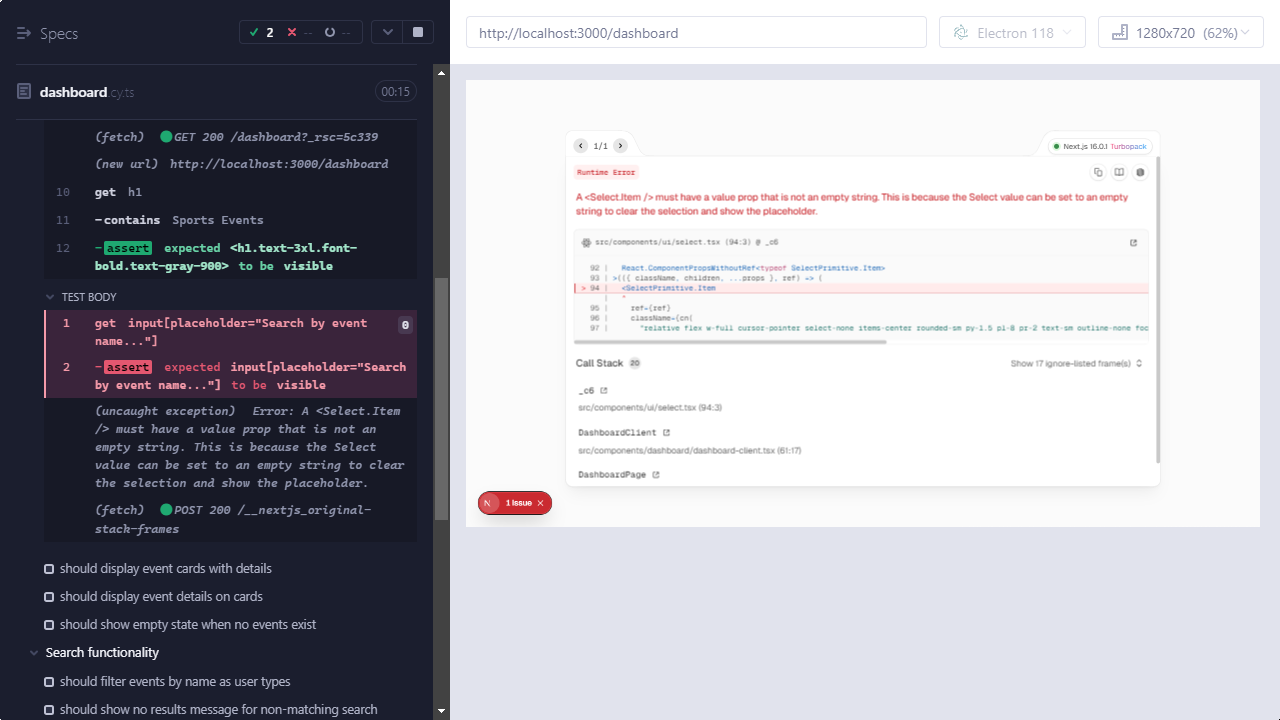 Specs
2
--
--
dashboard.cy.ts
00:15
(fetch) GET 200 /dashboard?_rsc=5c339
(new url) http://localhost:3000/dashboard
10 get h1
11 -contains Sports Events
12 -assert expected <h1.text-3xl.font-
bold.text-gray-900> to be visible
TEST BODY
1 get input[placeholder="Search by event 0
name..."]
2 -assert expected input[placeholder="Search
by event name..."] to be visible
(uncaught exception) Error: A <Select.Item
/> must have a value prop that is not an
empty string. This is because the Select
value can be set to an empty string to clear
the selection and show the placeholder.
(fetch) POST 200 /__nextjs_original-
stack-frames
should display event cards with details
should display event details on cards
should show empty state when no events exist
Search functionality
should filter events by name as user types
should show no results message for non-matching search
http://localhost:3000/dashboard
Electron 118
1280x720 (62%)
1/1
Next.js 16.0.1 Turbopack
Runtime Error
A <Select.Item /> must have a value prop that is not an empty string. This is because the Select value can be set to an empty
string to clear the selection and show the placeholder.
src/components/ui/select.tsx (94:3) @ _c6
92 | React.ComponentPropsWithoutRef<typeof SelectPrimitive.Item>
93 | >(({ className, children, ...props }, ref) => (
> 94 | <SelectPrimitive.Item
| ^
95 | ref={ref}
96 | className={cn(
97 | "relative flex w-full cursor-pointer select-none items-center rounded-sm py-1.5 pl-8 pr-2 text-sm outline-none foc
Call Stack 20
Show 17 ignore-listed frame(s)
_c6
src/components/ui/select.tsx (94:3)
DashboardClient
src/components/dashboard/dashboard-client.tsx (61:17)
DashboardPage
N 1 Issue